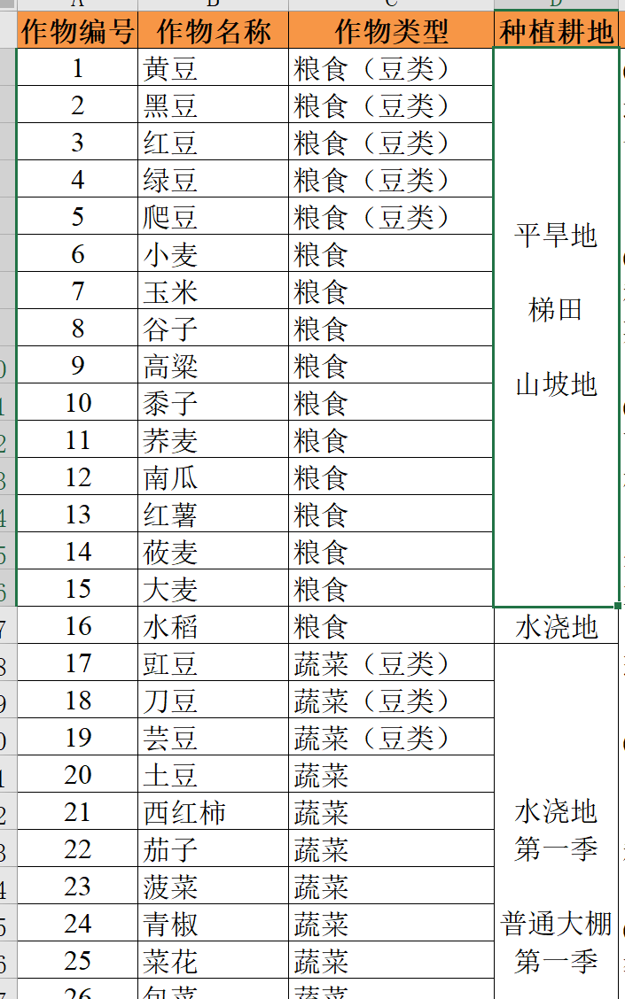 作物编号 作物名称 作物类型 种植耕地
1 黄豆 粮食（豆类）
2 黑豆 粮食（豆类）
3 红豆 粮食（豆类）
4 绿豆 粮食（豆类）
5 爬豆 粮食（豆类）
平旱地
6 小麦 粮食
7 玉米 粮食
梯田
8 谷子 粮食
9 高粱 粮食
山坡地
10 黍子 粮食
11 荞麦 粮食
12 南瓜 粮食
13 红薯 粮食
14 莜麦 粮食
15 大麦 粮食
16 水稻 粮食 水浇地
17 豇豆 蔬菜（豆类）
18 刀豆 蔬菜（豆类）
19 芸豆 蔬菜（豆类）
20 土豆 蔬菜
21 西红柿 蔬菜 水浇地
22 茄子 蔬菜 第一季
23 菠菜 蔬菜
24 青椒 蔬菜 普通大棚
25 菜花 蔬菜 第一季
26 包菜 蔬菜